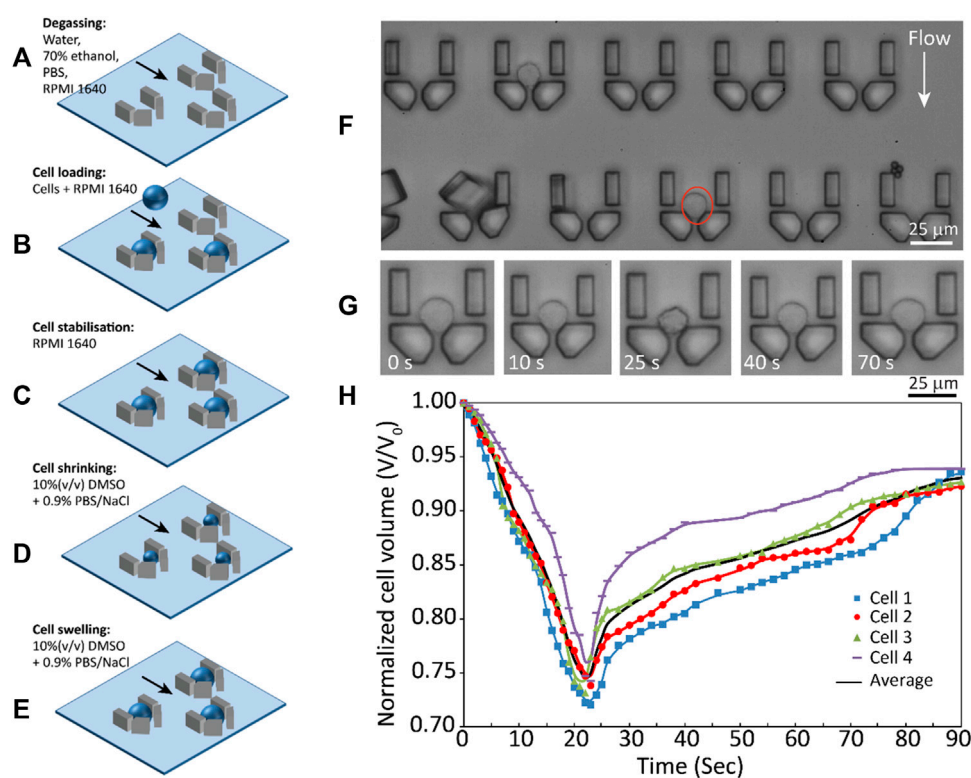 A
Degassing:
Water,
70% ethanol,
PBS,
RPMI 1640
B
Cell loading:
Cells + RPMI 1640
C
Cell stabilisation:
RPMI 1640
D
Cell shrinking:
10%(v/v) DMSO
+ 0.9% PBS/NaCl
E
Cell swelling:
10%(v/v) DMSO
+ 0.9% PBS/NaCl
F
Flow
25 μm
G
0 s
10 s
25 s
40 s
70 s
25 μm
H
Normalized cell volume (V/V₀)
1.00
0.95
0.90
0.85
0.80
0.75
0.70
Cell 1
Cell 2
Cell 3
Cell 4
Average
0 10 20 30 40 50 60 70 80 90
Time (Sec)